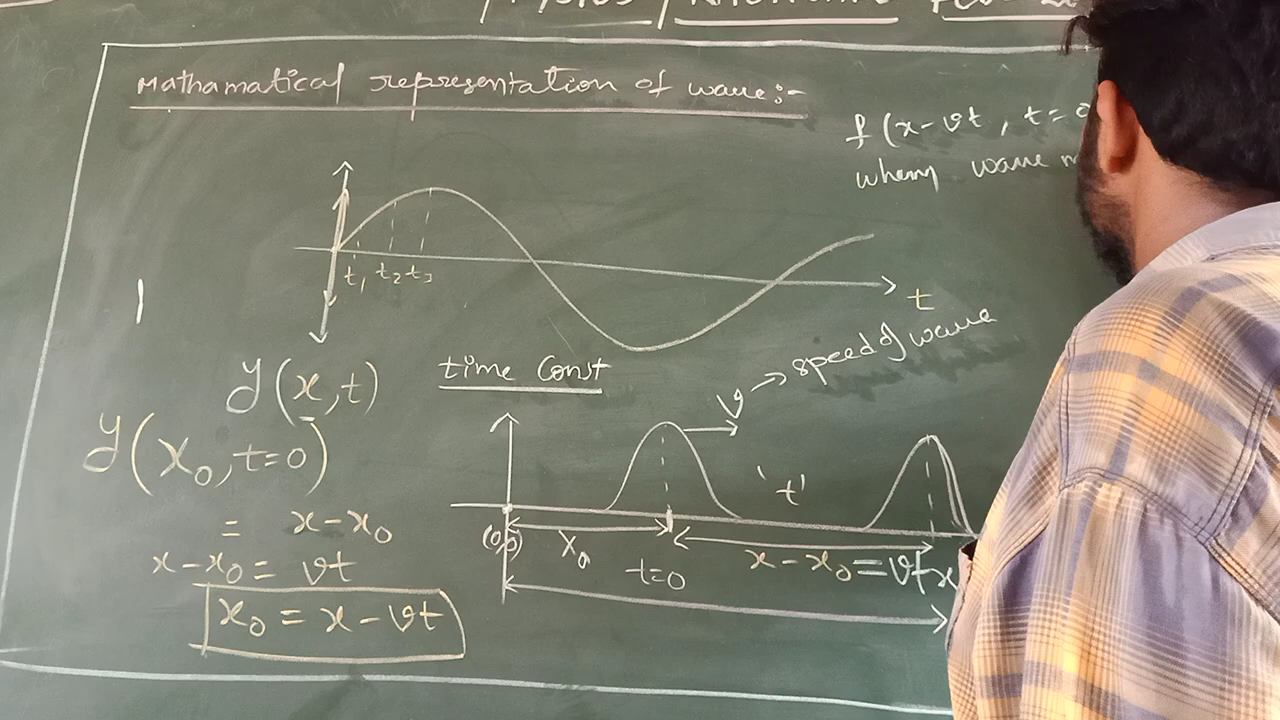 Mathamatical representation of wave:-
f(x-vt, t=0
when
wave
t₁ t₂ t₃
t
y(x,t)
time Const
v → speed of wave
y(x₀,t=0)
= x-x₀
x-x₀ = vt
x₀ = x-vt
't'
(0,0)
x₀
t=0
x-x₀=vt
x